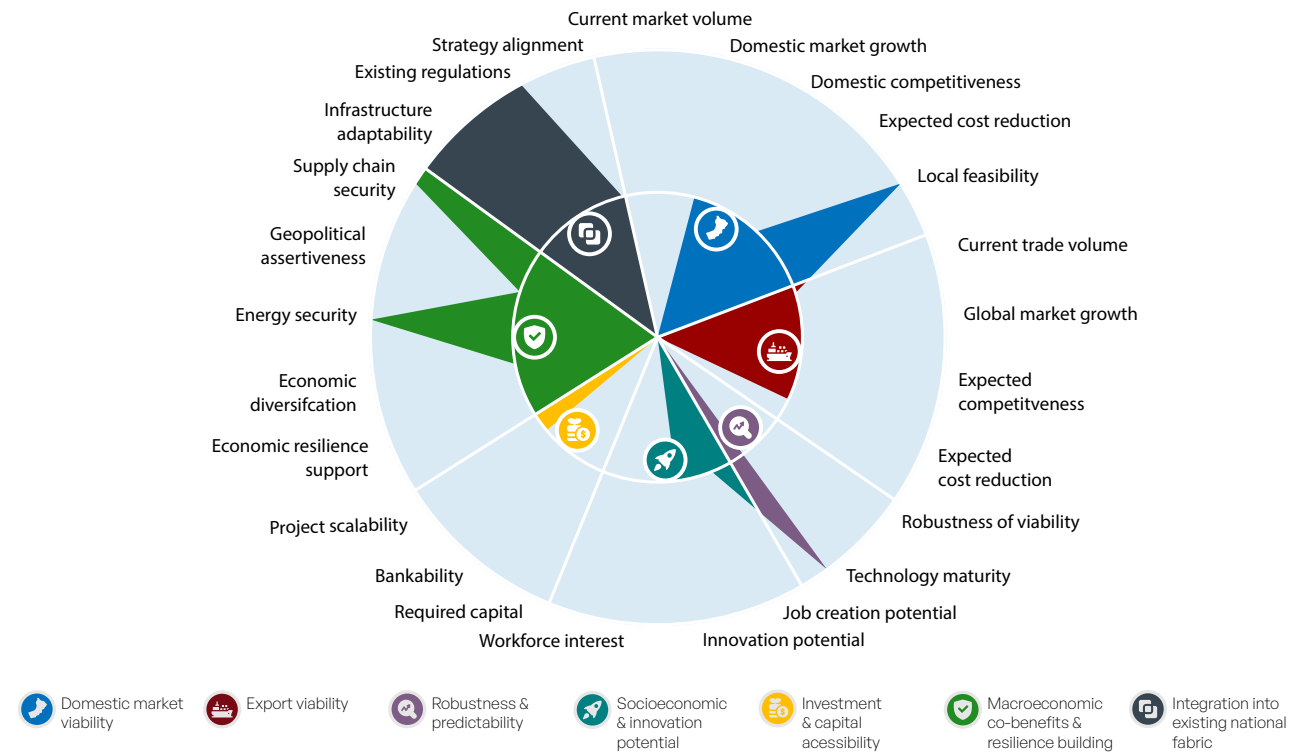 Current market volume
Strategy alignment
Domestic market growth
Existing regulations
Domestic competitiveness
Infrastructure
adaptability
Expected cost reduction
Supply chain
security
Local feasibility
Geopolitical
assertiveness
Current trade volume
Energy security
Global market growth
Economic
diversifcation
Expected
competitveness
Economic resilience
support
Expected
cost reduction
Project scalability
Robustness of viability
Bankability
Technology maturity
Required capital
Job creation potential
Workforce interest
Innovation potential
Domestic market
viability
Export viability
Robustness &
predictability
Socioeconomic
& innovation
potential
Investment
& capital
acessibility
Macroeconomic
co-benefits &
resilience building
Integration into
existing national
fabric